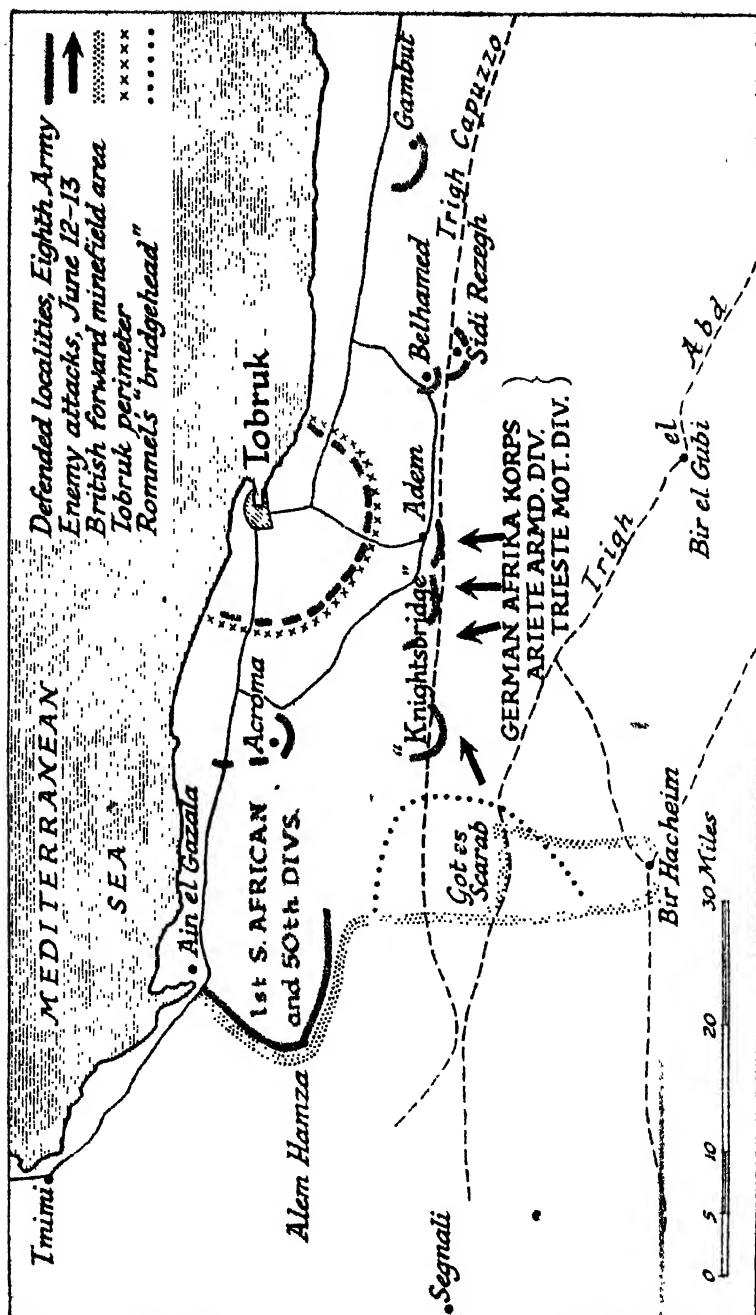 MEDITERRANEAN
SEA
Defended localities, Eighth Army
Enemy attacks, June 12-13
British forward minefield area
Tobruk perimeter
Rommel's "bridgehead"
Tmimi
Ain el Gazala
Tobruk
Gambut
Acroma
1st S. AFRICAN
and 50th DIVS.
Alem Hamza
"Knightsbridge"
Adem
Belhamed
Sidi Rezegh
Irigh Capuzzo
Got es
Scarab
Segnali
GERMAN AFRIKA KORPS
ARIETE ARMD. DIV.
TRIESTE MOT. DIV.
Irigh el Abd
Bir el Gubi
Bir Hacheim
0 5 10 20 30 Miles